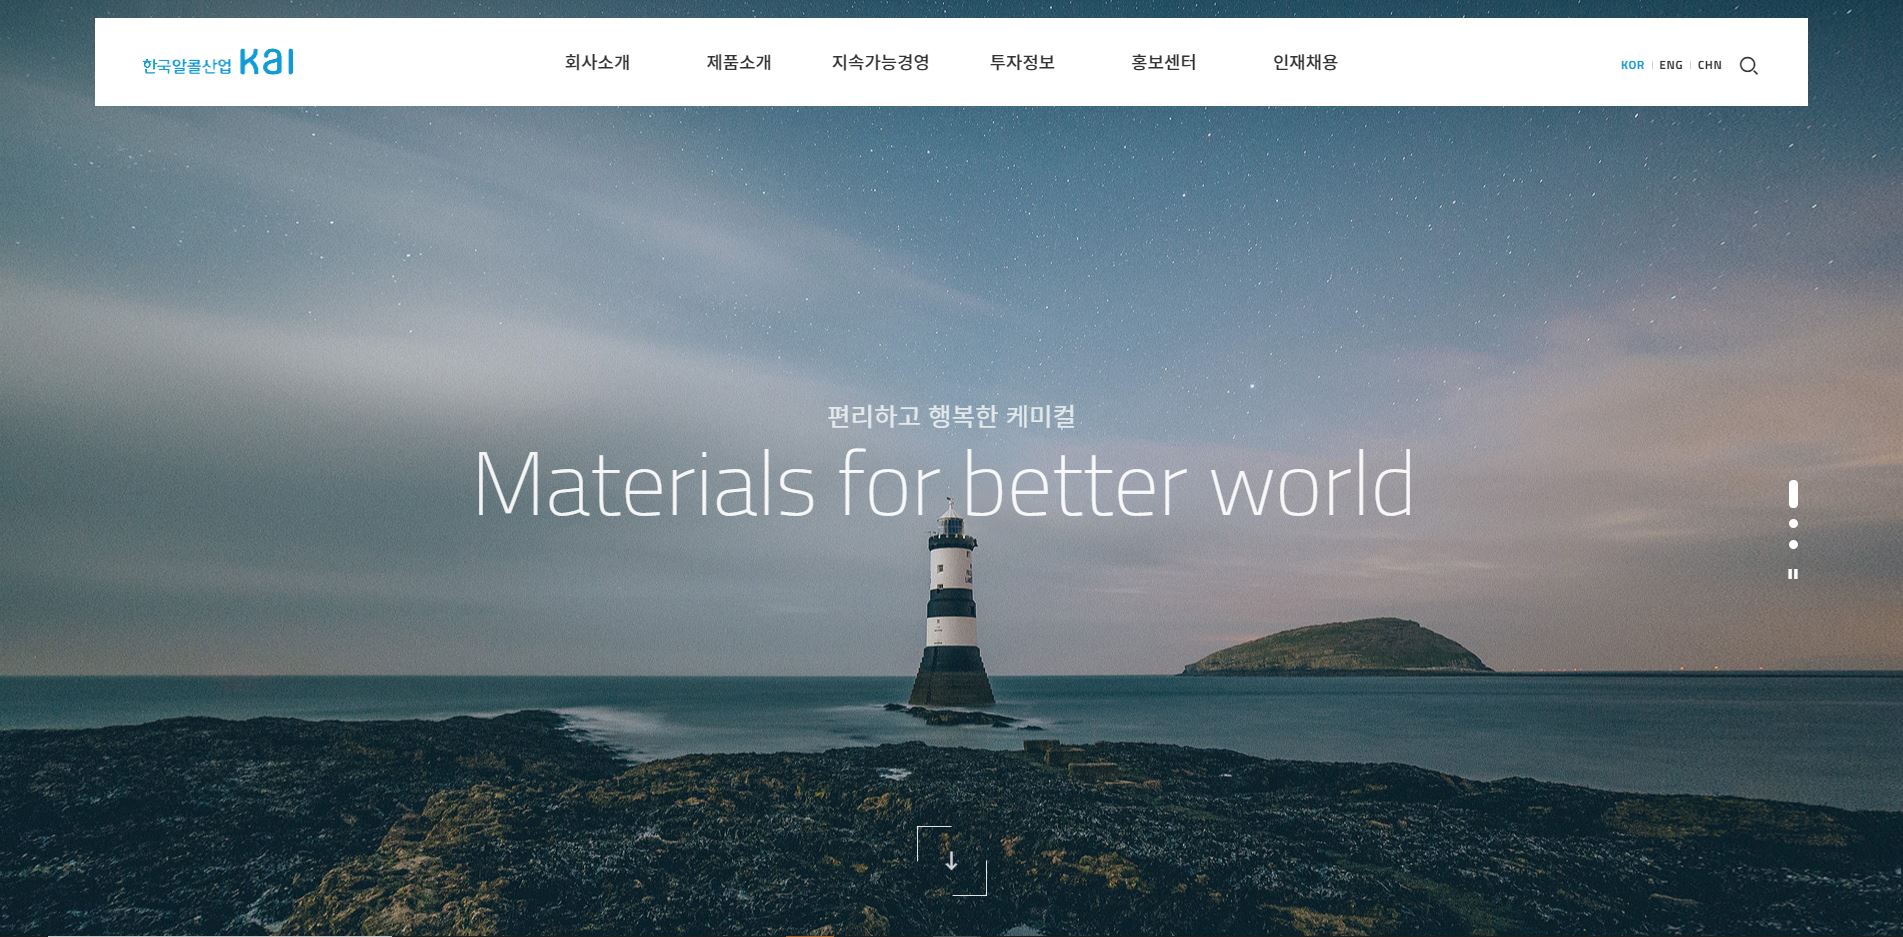 한국알콜산업 kai
회사소개 제품소개 지속가능경영 투자정보 홍보센터 인재채용
KOR ENG CHN
편리하고 행복한 케미컬
Materials for better world